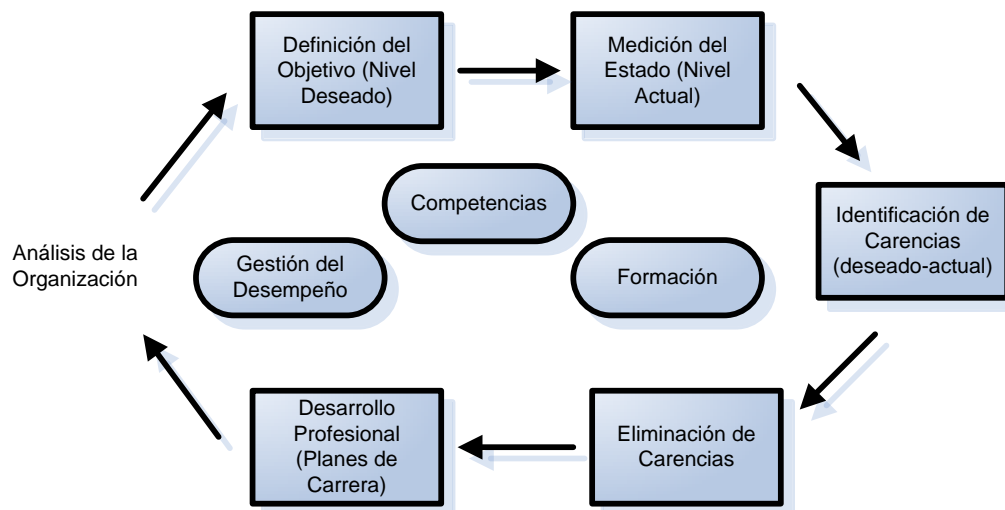 Definición del
Objetivo (Nivel
Deseado)
Medición del
Estado (Nivel
Actual)
Competencias
Identificación de
Carencias
(deseado-actual)
Análisis de la
Organización
Gestión del
Desempeño
Formación
Desarrollo
Profesional
(Planes de
Carrera)
Eliminación de
Carencias